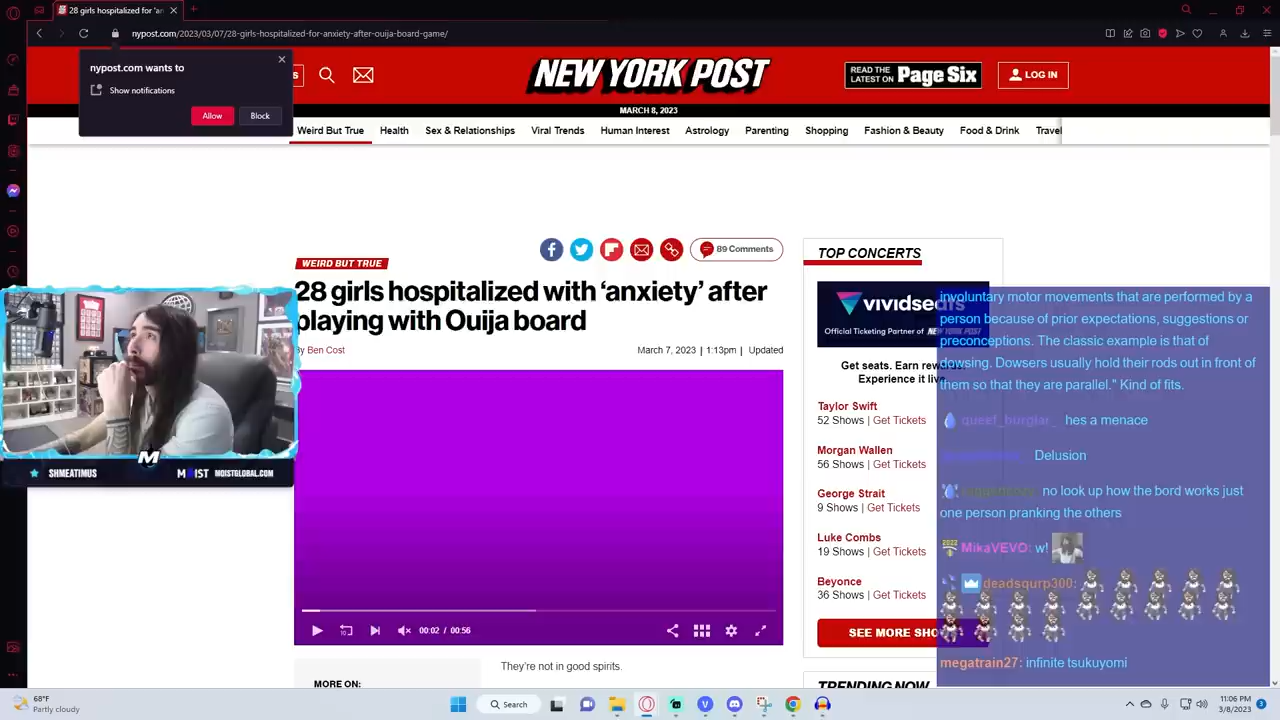 28 girls hospitalized for 'an
nypost.com/2023/03/07/28-girls-hospitalized-for-anxiety-after-ouija-board-game/
nypost.com wants to
Show notifications
Allow
Block
S
NEW YORK POST
READ THE
LATEST ON
Page Six
LOG IN
MARCH 8, 2023
Weird But True
Health
Sex & Relationships
Viral Trends
Human Interest
Astrology
Parenting
Shopping
Fashion & Beauty
Food & Drink
Travel
89 Comments
WEIRD BUT TRUE
28 girls hospitalized with ‘anxiety’ after
playing with Ouija board
By Ben Cost
March 7, 2023 | 1:13pm | Updated
TOP CONCERTS
vividseats
Official Ticketing Partner of NEW YORK POST
Get seats. Earn
Experience it live
Taylor Swift
52 Shows | Get Tickets
Morgan Wallen
56 Shows | Get Tickets
George Strait
9 Shows | Get Tickets
Luke Combs
19 Shows | Get Tickets
Beyonce
36 Shows | Get Tickets
SEE MORE SHO
TRENDING NOW
involuntary motor movements that are performed by a
person because of prior expectations, suggestions or
preconceptions. The classic example is that of
dowsing. Dowsers usually hold their rods out in front of
them so that they are parallel." Kind of fits.
queef_burglar_ hes a menace
Delusion
no look up how the bord works just
one person pranking the others
2022
MikaVEVO: w!
deadsqurp300:
megatrain27: infinite tsukuyomi
M
SHMEATIMUS
MOIST
MOISTGLOBAL.COM
10
00:02 / 00:56
They're not in good spirits.
MORE ON:
68°F
Partly cloudy
Search
11:06 PM
3/8/2023
3